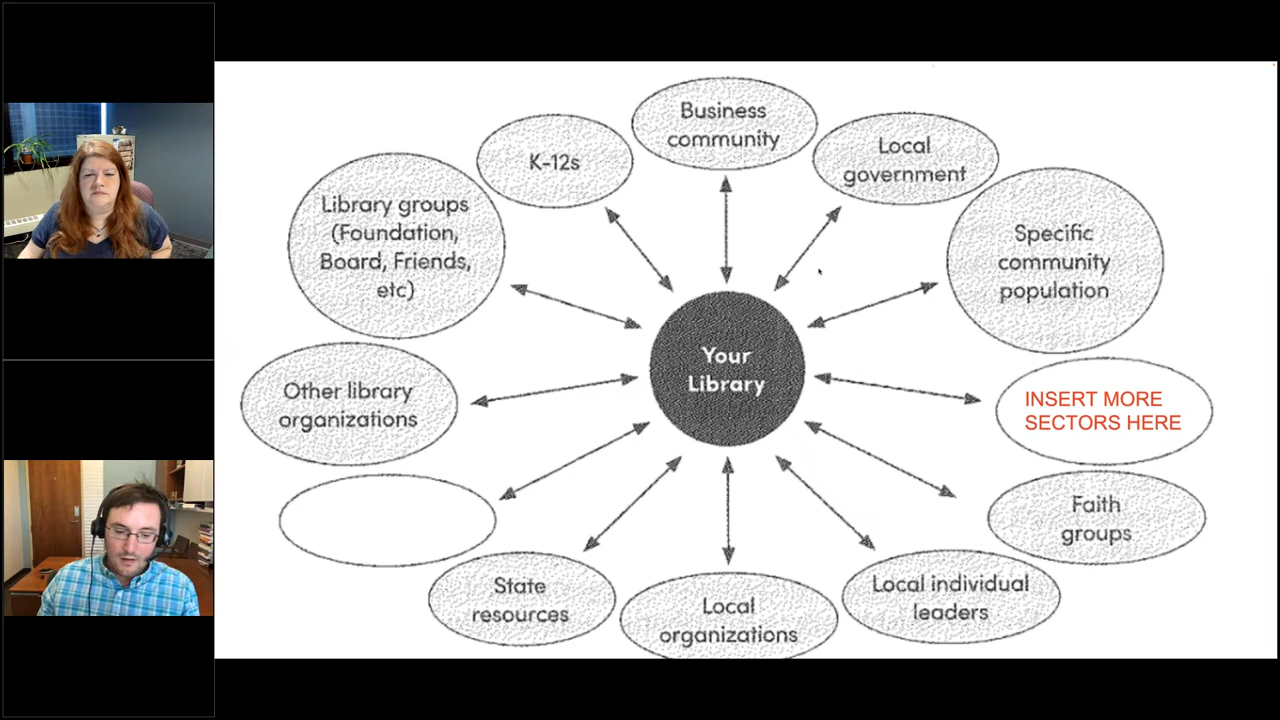 Business
community
K-12s
Local
government
Library groups
(Foundation,
Board, Friends,
etc)
Specific
community
population
Your
Library
Other library
organizations
INSERT MORE
SECTORS HERE
Faith
groups
State
resources
Local
organizations
Local individual
leaders